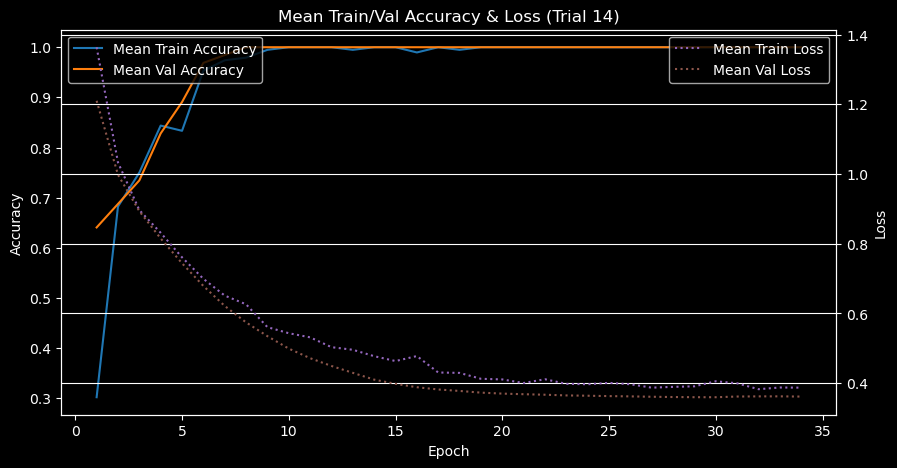 Mean Train/Val Accuracy & Loss (Trial 14)
Mean Train Accuracy
Mean Val Accuracy
Mean Train Loss
Mean Val Loss
Accuracy
1.0
0.9
0.8
0.7
0.6
0.5
0.4
0.3
Loss
1.4
1.2
1.0
0.8
0.6
0.4
0 5 10 15 20 25 30 35
Epoch